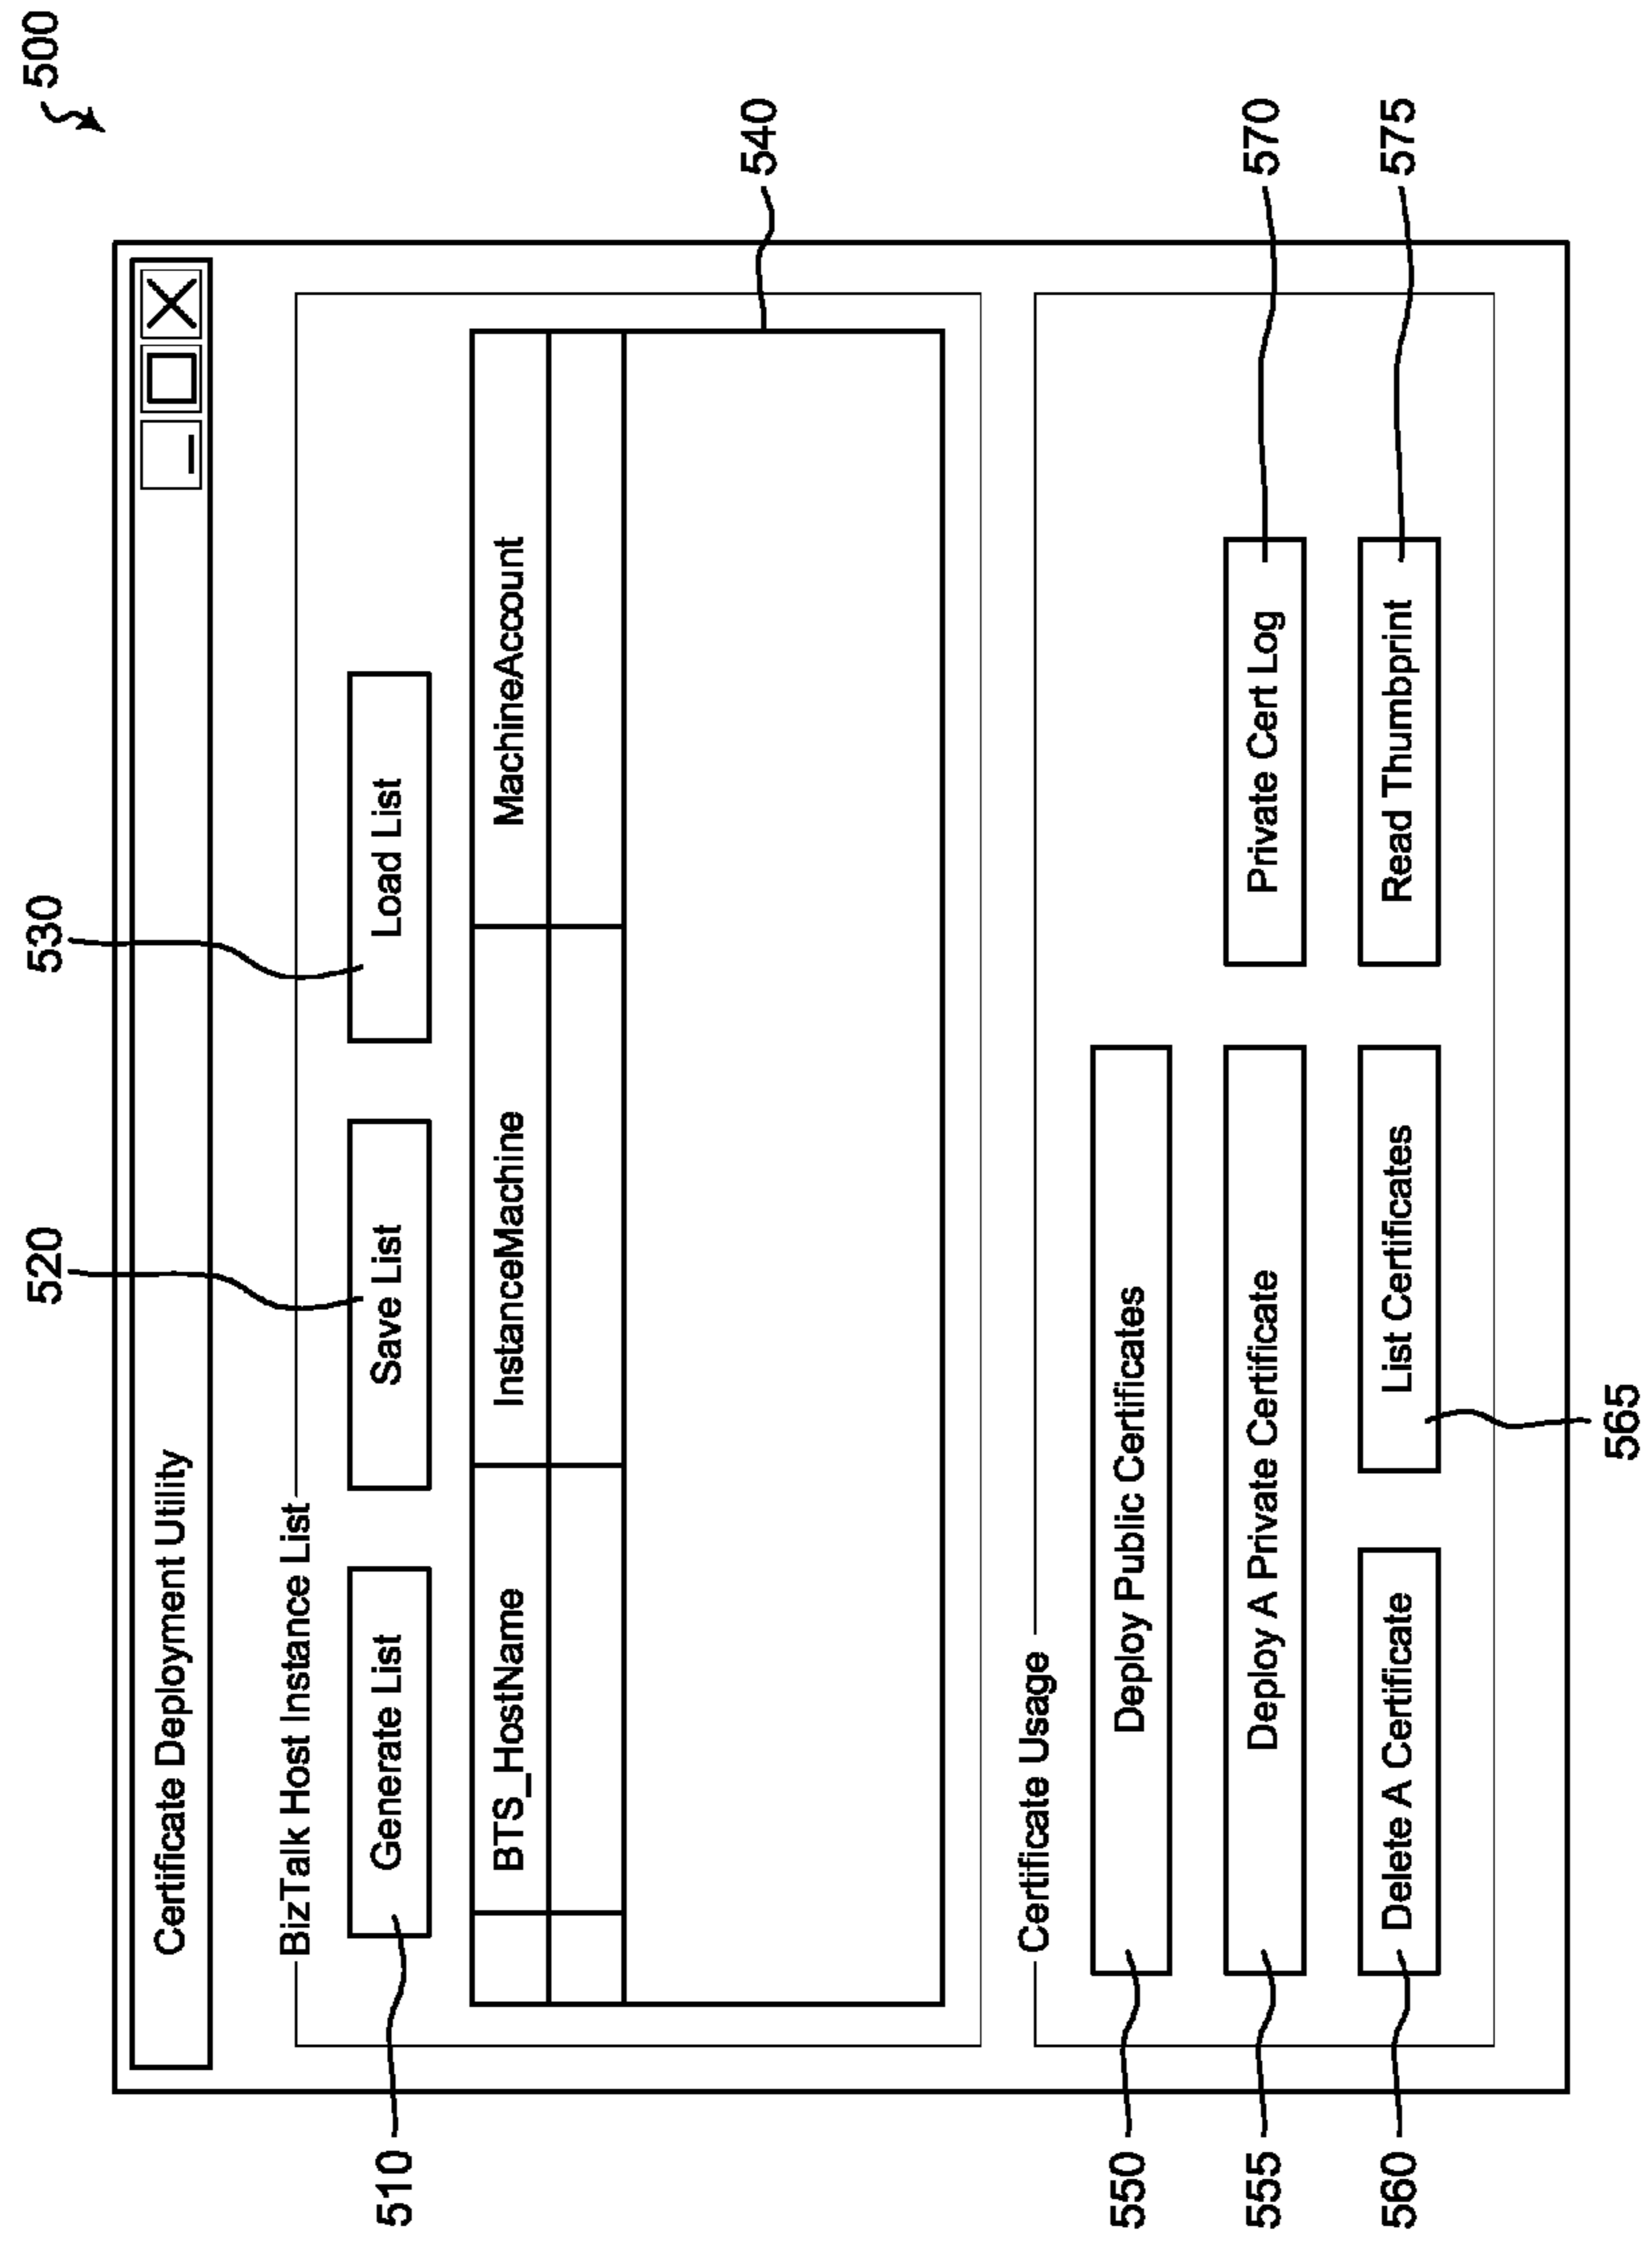 500
530
520
Certificate Deployment Utility
BizTalk Host Instance List
Generate List
Save List
Load List
510
BTS_HostName
InstanceMachine
MachineAccount
540
Certificate Usage
550
Deploy Public Certificates
555
Deploy A Private Certificate
Private Cert Log
570
560
Delete A Certificate
List Certificates
Read Thumbprint
575
565